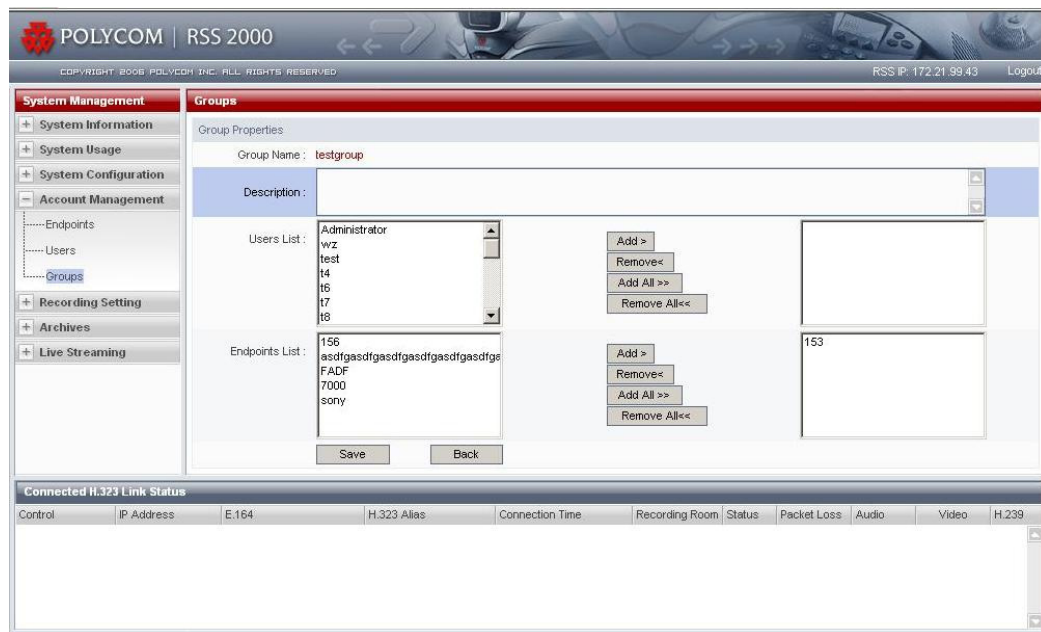 POLYCOM | RSS 2000
COPYRIGHT 2006 POLYCOM INC. ALL RIGHTS RESERVED
RSS IP: 172.21.99.43 Logout
System Management
+ System Information
+ System Usage
+ System Configuration
- Account Management
Endpoints
Users
Groups
+ Recording Setting
+ Archives
+ Live Streaming
Groups
Group Properties
Group Name : testgroup
Description :
Users List :
Administrator
wz
test
t4
t6
t7
t8
Add >
Remove<
Add All >>
Remove All<<
Endpoints List :
156
asdfgasdfgasdfgasdfgasdfgasdfga
FADF
7000
sony
Add >
Remove<
Add All >>
Remove All<<
153
Save Back
Connected H.323 Link Status
Control IP Address E.164 H.323 Alias Connection Time Recording Room Status Packet Loss Audio Video H.239